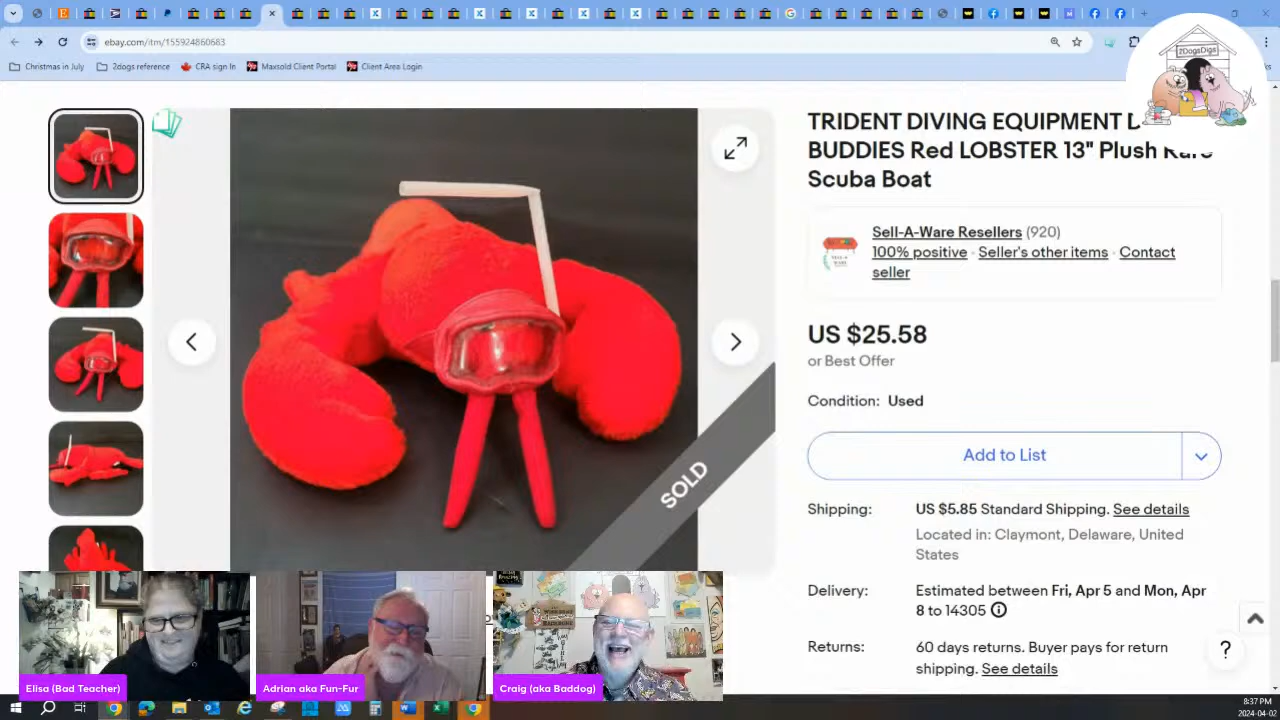 ebay.com/itm/155924860683
Christmas in July
2dogs reference
CRA sign In
Maxsold Client Portal
Client Area Login
2DogsDigs
TRIDENT DIVING EQUIPMENT
BUDDIES Red LOBSTER 13" Plush Rare
Scuba Boat
Sell-A-Ware Resellers (920)
100% positive · Seller's other items · Contact
seller
US $25.58
or Best Offer
Condition: Used
SOLD
Add to List
Shipping: US $5.85 Standard Shipping. See details
Located in: Claymont, Delaware, United
States
Delivery: Estimated between Fri, Apr 5 and Mon, Apr
8 to 14305
Returns: 60 days returns. Buyer pays for return
shipping. See details
?
Elisa (Bad Teacher)
Adrian aka Fun-Fur
Craig (aka Baddog)
8:37 PM
2024-04-02